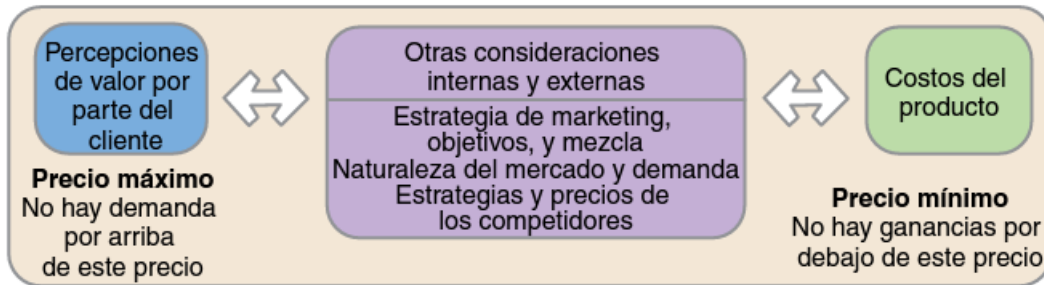 Percepciones
de valor por
parte del
cliente
Precio máximo
No hay demanda
por arriba
de este precio
Otras consideraciones
internas y externas
Estrategia de marketing,
objetivos, y mezcla
Naturaleza del mercado y demanda
Estrategias y precios de
los competidores
Costos del
producto
Precio mínimo
No hay ganancias por
debajo de este precio